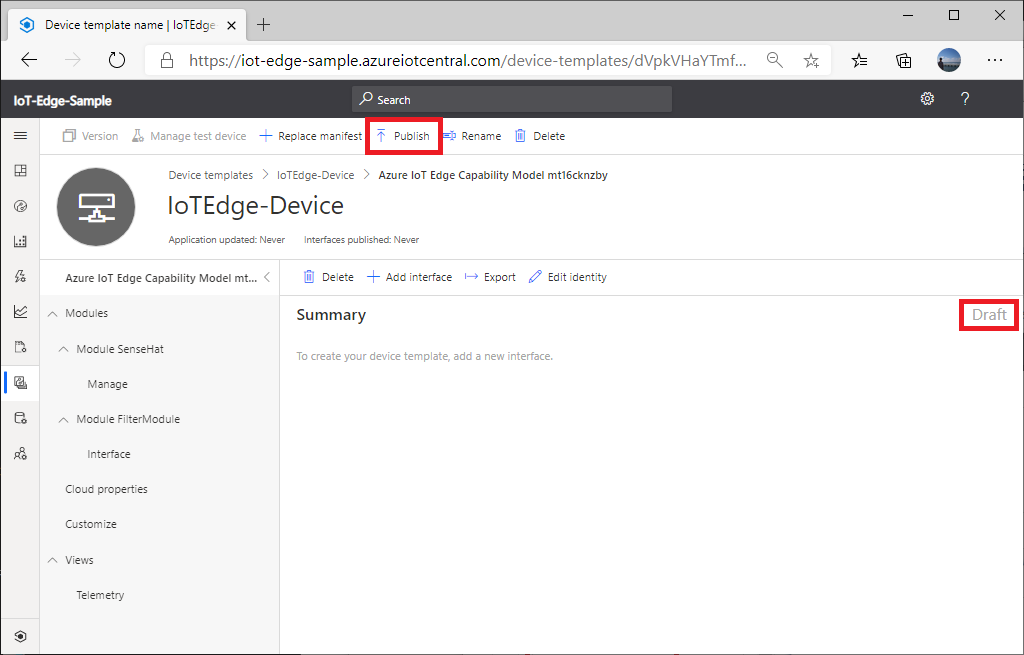 Device template name | IoTEdge
https://iot-edge-sample.azureiotcentral.com/device-templates/dVpkVHaYTmf...
IoT-Edge-Sample
Search
?
Version Manage test device Replace manifest Publish Rename Delete
Device templates > IoTEdge-Device > Azure IoT Edge Capability Model mt16cknzby
IoTEdge-Device
Application updated: Never Interfaces published: Never
Azure IoT Edge Capability Model mt...
Delete Add interface Export Edit identity
Modules
Summary
Draft
Module SenseHat
To create your device template, add a new interface.
Manage
Module FilterModule
Interface
Cloud properties
Customize
Views
Telemetry